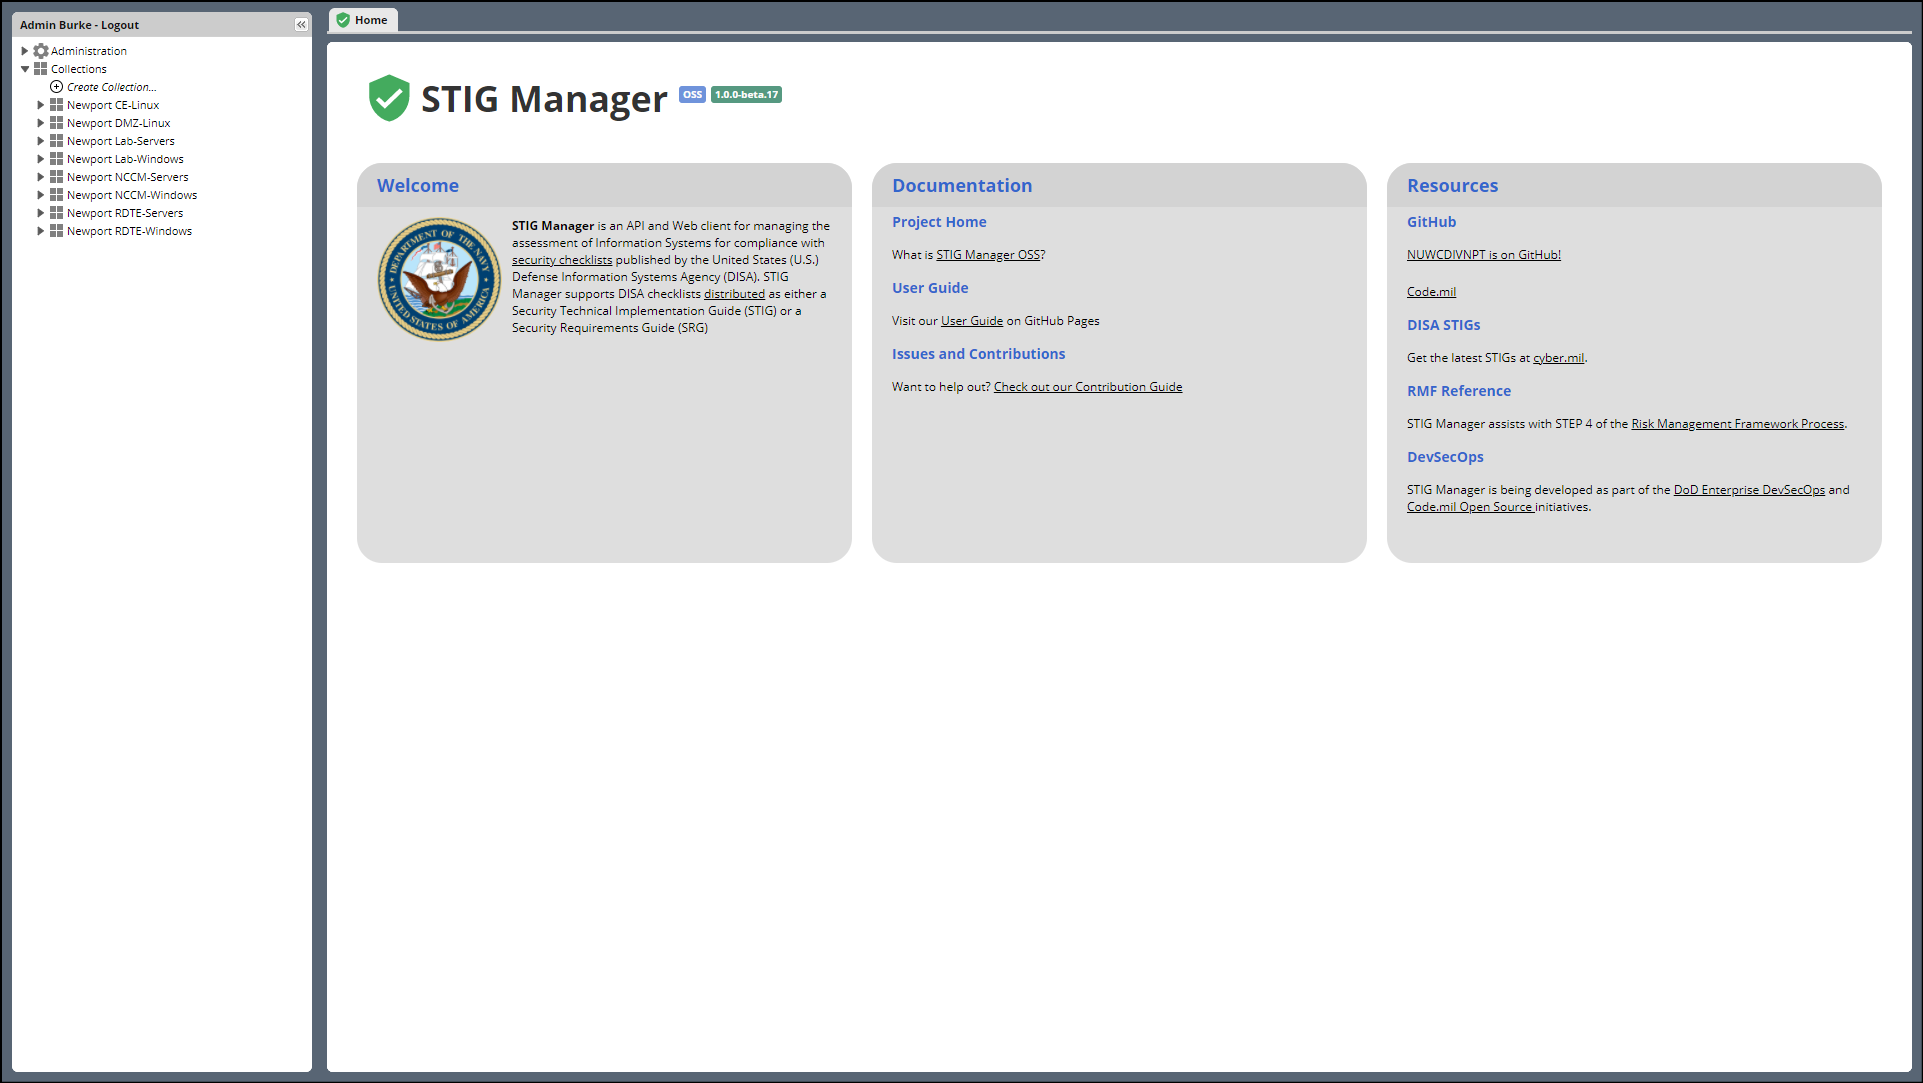 Admin Burke - Logout
Administration
Collections
Create Collection...
Newport CE-Linux
Newport DMZ-Linux
Newport Lab-Servers
Newport Lab-Windows
Newport NCCM-Servers
Newport NCCM-Windows
Newport RDTE-Servers
Newport RDTE-Windows
Home
STIG Manager OSS 1.0.0-beta.17
Welcome
DEPARTMENT OF THE NAVY
UNITED STATES OF AMERICA
STIG Manager is an API and Web client for managing the
assessment of Information Systems for compliance with
security checklists published by the United States (U.S.)
Defense Information Systems Agency (DISA). STIG
Manager supports DISA checklists distributed as either a
Security Technical Implementation Guide (STIG) or a
Security Requirements Guide (SRG)
Documentation
Project Home
What is STIG Manager OSS?
User Guide
Visit our User Guide on GitHub Pages
Issues and Contributions
Want to help out? Check out our Contribution Guide
Resources
GitHub
NUWCDIVNPT is on GitHub!
Code.mil
DISA STIGs
Get the latest STIGs at cyber.mil.
RMF Reference
STIG Manager assists with STEP 4 of the Risk Management Framework Process.
DevSecOps
STIG Manager is being developed as part of the DoD Enterprise DevSecOps and
Code.mil Open Source initiatives.